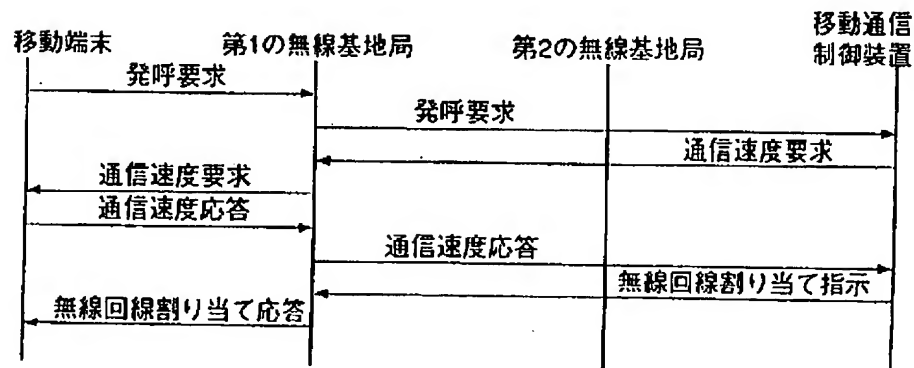 移動端末
第1の無線基地局
第2の無線基地局
移動通信
制御装置
発呼要求
発呼要求
通信速度要求
通信速度要求
通信速度応答
通信速度応答
無線回線割り当て指示
無線回線割り当て応答